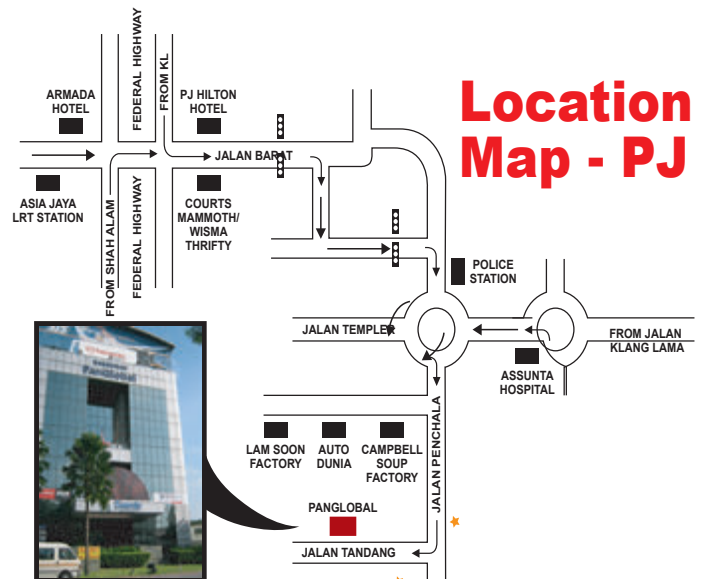 Location
Map - PJ
FEDERAL HIGHWAY
FROM KL
ARMADA
HOTEL
PJ HILTON
HOTEL
JALAN BARAT
ASIA JAYA
LRT STATION
COURTS
MAMMOTH/
WISMA
THRIFTY
FROM SHAH ALAM
FEDERAL HIGHWAY
POLICE
STATION
JALAN TEMPLER
FROM JALAN
KLANG LAMA
ASSUNTA
HOSPITAL
JALAN PENCHALA
LAM SOON
FACTORY
AUTO
DUNIA
CAMPBELL
SOUP
FACTORY
PANGLOBAL
JALAN TANDANG